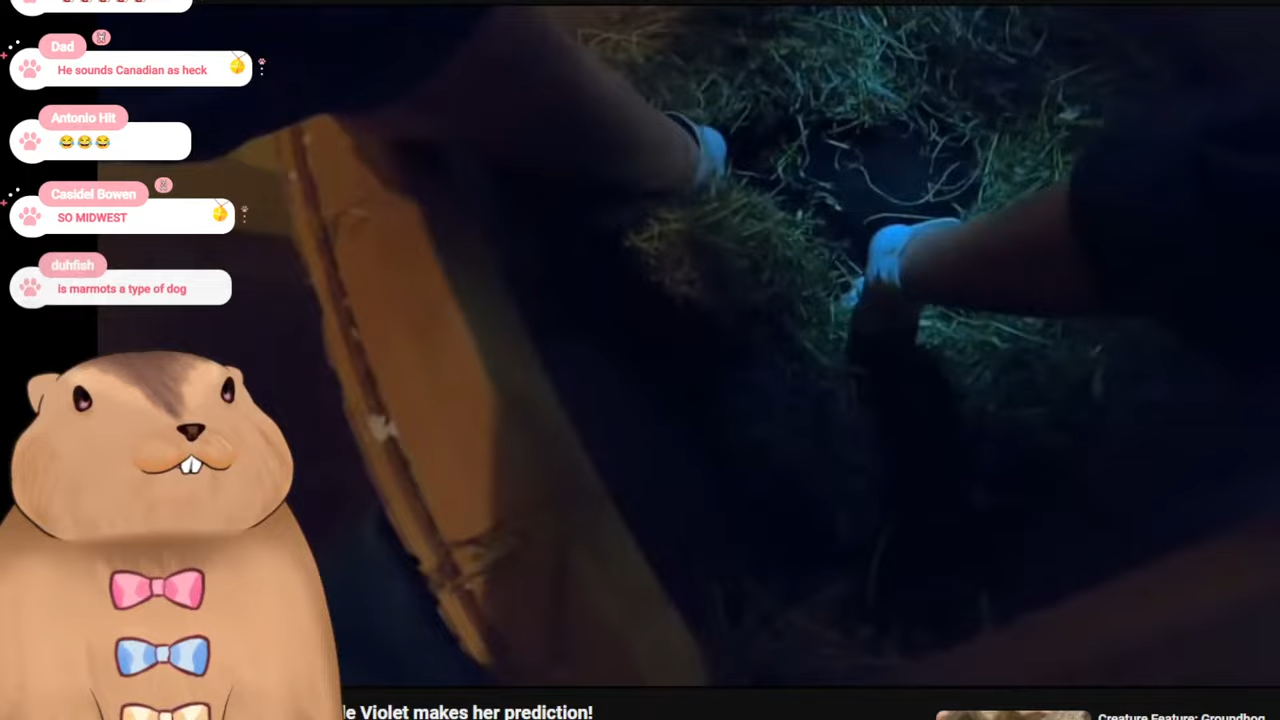 Dad
He sounds Canadian as heck
Antonio Hit
😂😂😂
Casidel Bowen
SO MIDWEST
duhfish
is marmots a type of dog
le Violet makes her prediction!
Creature Feature: Groundhog